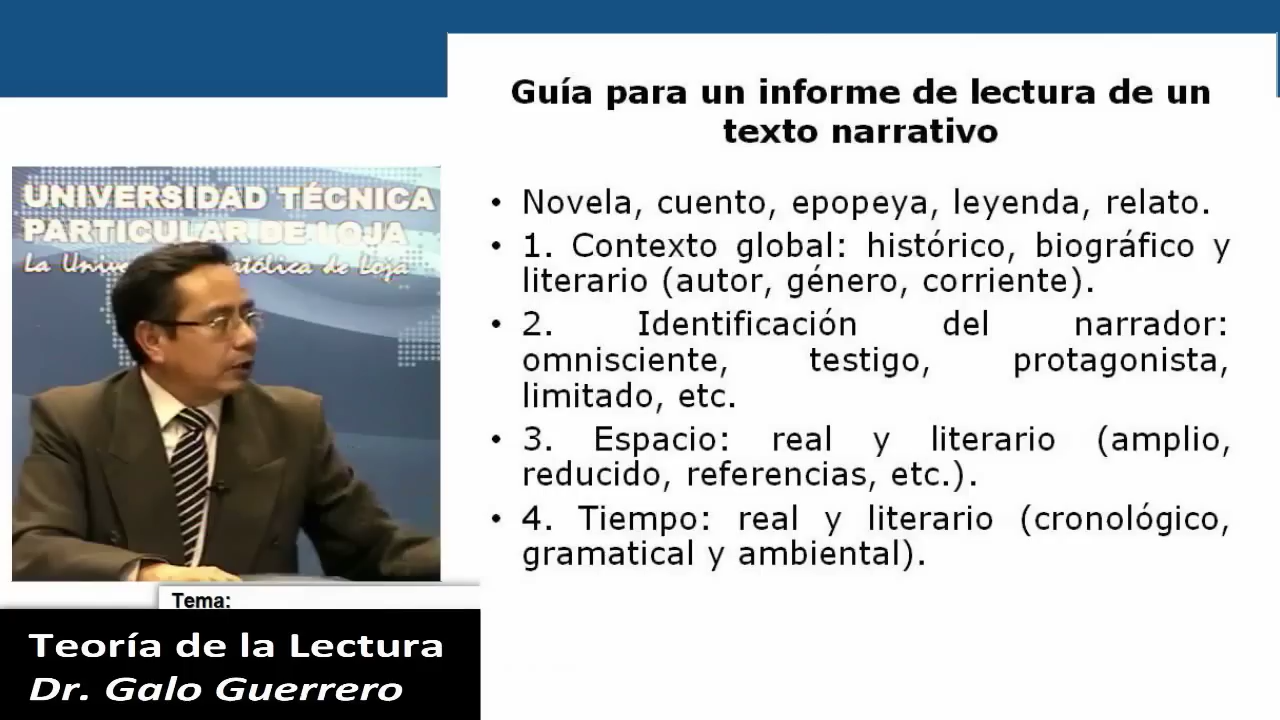 Guía para un informe de lectura de un
texto narrativo
• Novela, cuento, epopeya, leyenda, relato.
• 1. Contexto global: histórico, biográfico y
literario (autor, género, corriente).
• 2. Identificación del narrador:
omnisciente, testigo, protagonista,
limitado, etc.
• 3. Espacio: real y literario (amplio,
reducido, referencias, etc.).
• 4. Tiempo: real y literario (cronológico,
gramatical y ambiental).
UNIVERSIDAD TÉCNICA
PARTICULAR DE LOJA
La Católica de Loja
Tema:
Teoría de la Lectura
Dr. Galo Guerrero